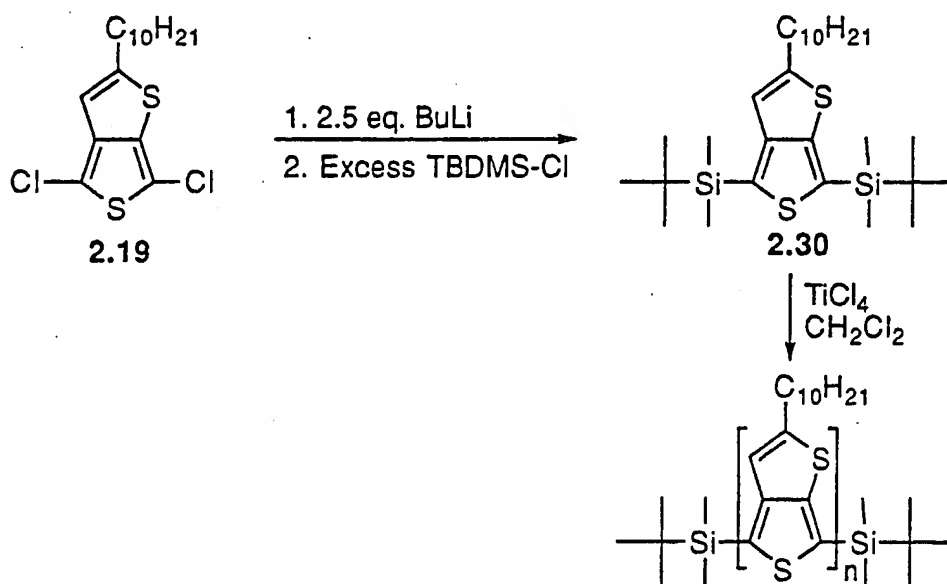 C₁₀H₂₁
S
Cl
Cl
S
2.19
1. 2.5 eq. BuLi
2. Excess TBDMS-Cl
C₁₀H₂₁
S
Si
Si
S
2.30
TiCl₄
CH₂Cl₂
C₁₀H₂₁
S
Si
Si
S
n